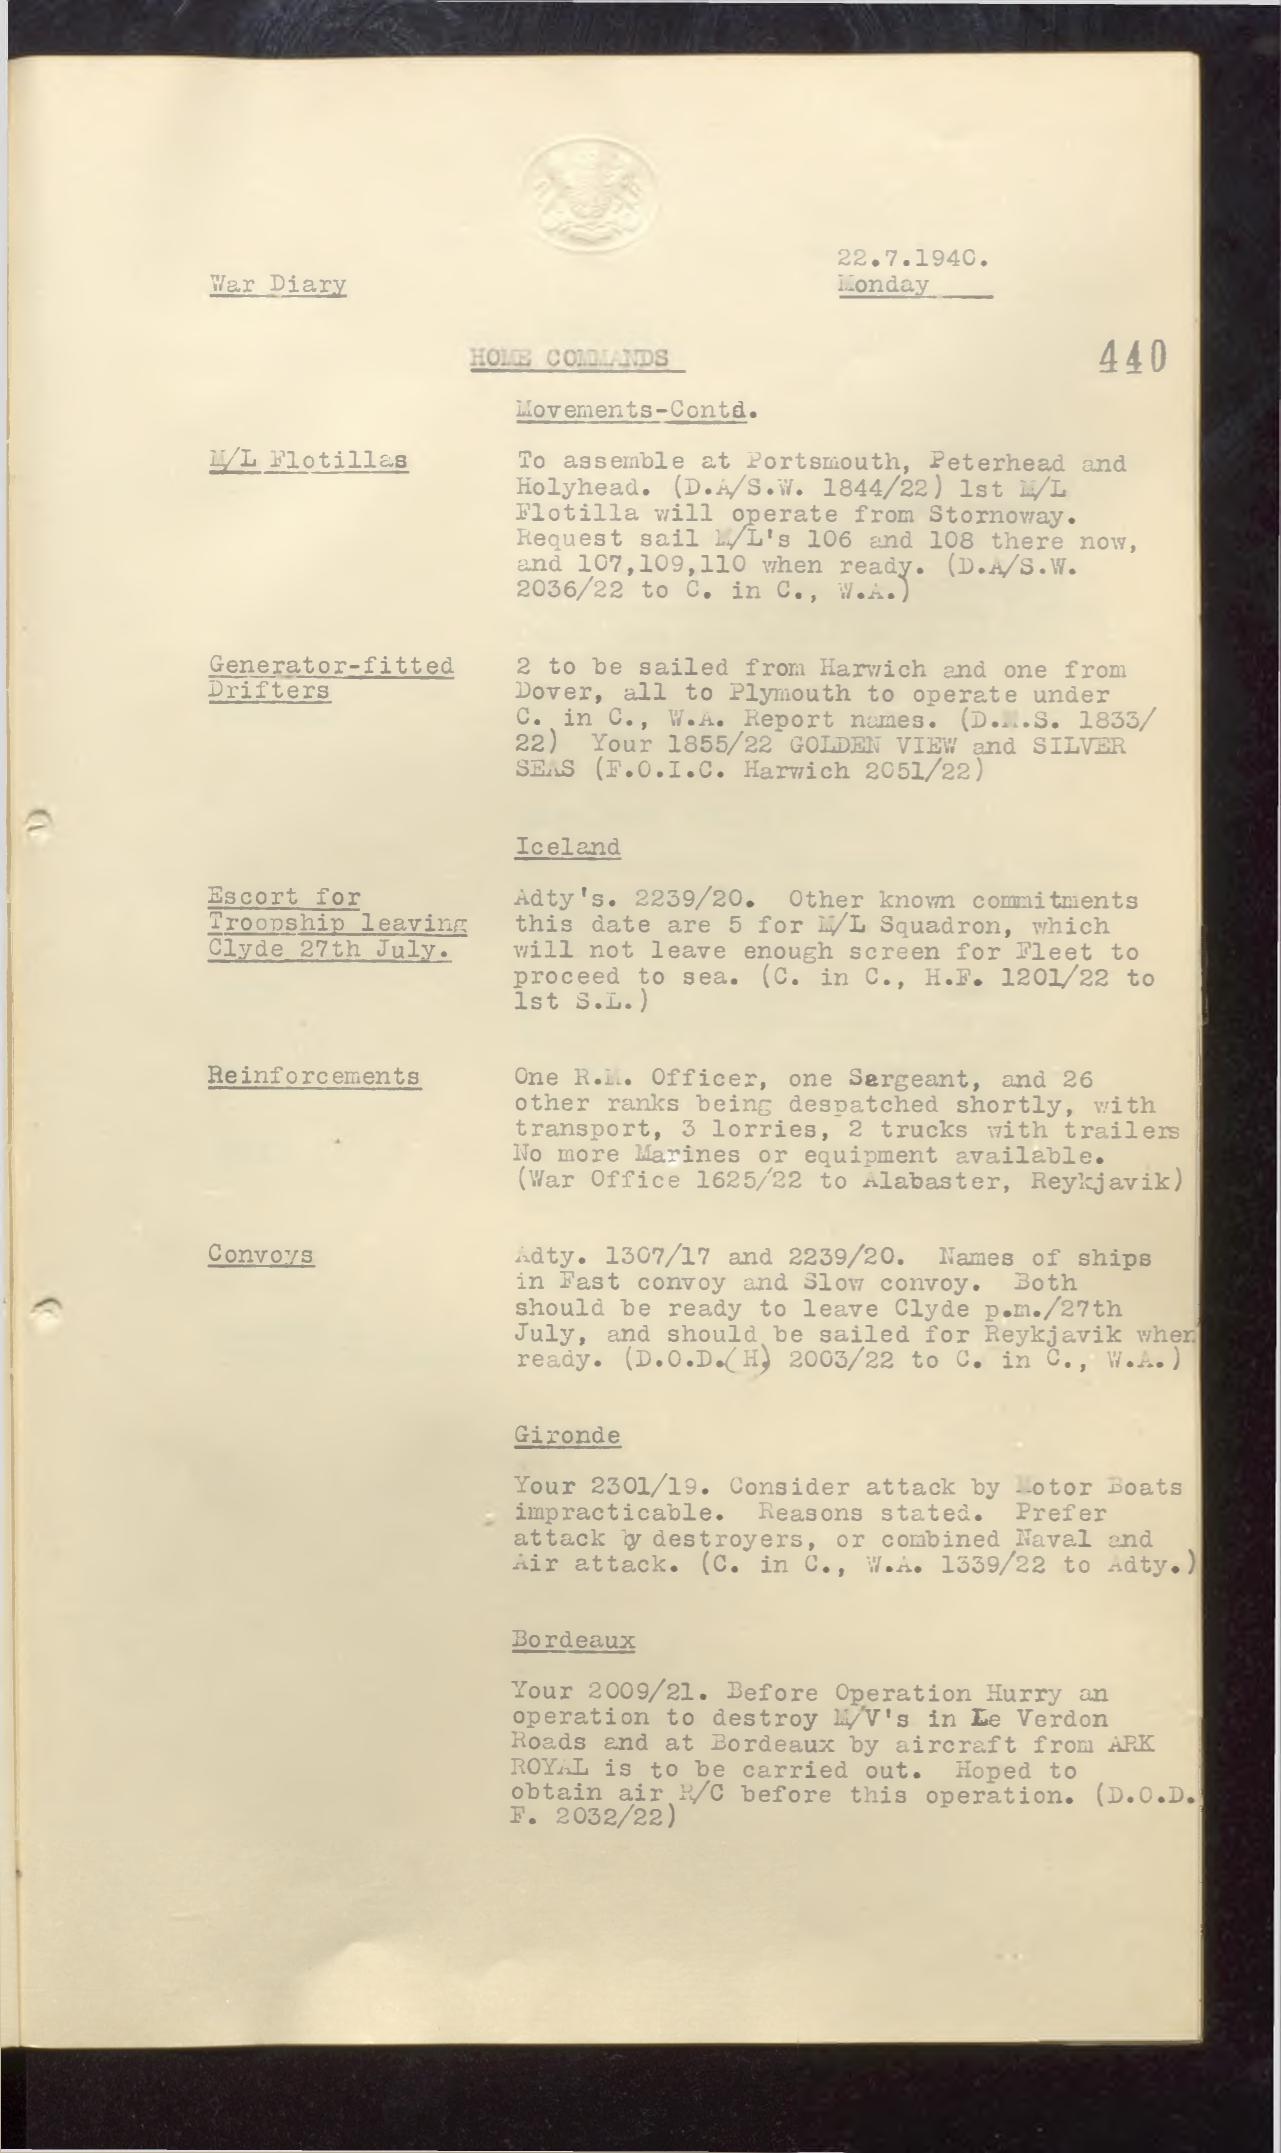 22.7.1940.
War Diary
Monday
HOME COMMANDS
440
Movements-Contd.
M/L Flotillas
To assemble at Portsmouth, Peterhead and
Holyhead. (D.A/S.W. 1844/22) 1st M/L
Flotilla will operate from Stornoway.
Request sail M/L's 106 and 108 there now,
and 107,109,110 when ready. (D.A/S.W.
2036/22 to C. in C., W.A.)
Generator-fitted
Drifters
2 to be sailed from Harwich and one from
Dover, all to Plymouth to operate under
C. in C., W.A. Report names. (D.M.S. 1833/
22) Your 1855/22 GOLDEN VIEW and SILVER
SEAS (F.O.I.C. Harwich 2051/22)
Iceland
Escort for
Troopship leaving
Clyde 27th July.
Adty's. 2239/20. Other known commitments
this date are 5 for M/L Squadron, which
will not leave enough screen for Fleet to
proceed to sea. (C. in C., H.F. 1201/22 to
1st S.L.)
Reinforcements
One R.M. Officer, one Sergeant, and 26
other ranks being despatched shortly, with
transport, 3 lorries, 2 trucks with trailers
No more Marines or equipment available.
(War Office 1625/22 to Alabaster, Reykjavik)
Convoys
Adty. 1307/17 and 2239/20. Names of ships
in Fast convoy and Slow convoy. Both
should be ready to leave Clyde p.m./27th
July, and should be sailed for Reykjavik when
ready. (D.O.D.(H) 2003/22 to C. in C., W.A.)
Gironde
Your 2301/19. Consider attack by Motor Boats
impracticable. Reasons stated. Prefer
attack by destroyers, or combined Naval and
Air attack. (C. in C., W.A. 1339/22 to Adty.)
Bordeaux
Your 2009/21. Before Operation Hurry an
operation to destroy M/V's in Le Verdon
Roads and at Bordeaux by aircraft from ARK
ROYAL is to be carried out. Hoped to
obtain air R/C before this operation. (D.O.D.
F. 2032/22)